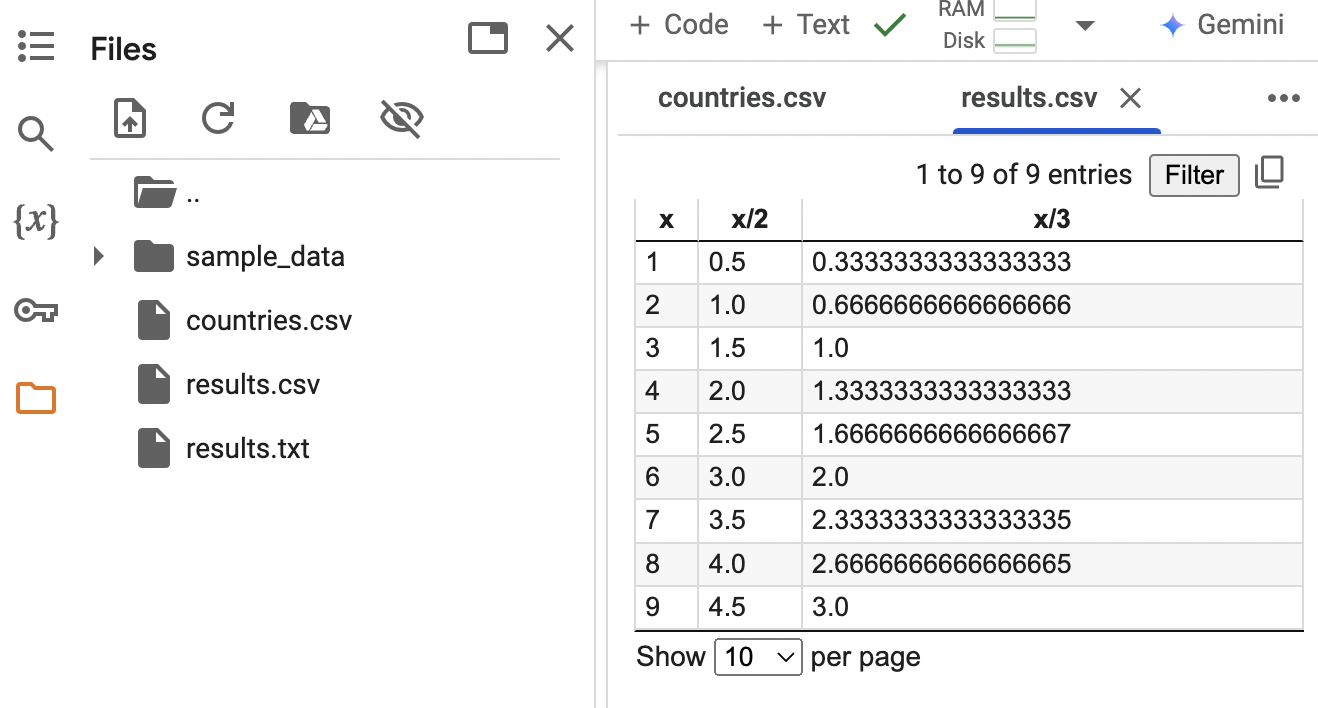 Files
{x}
..
sample_data
countries.csv
results.csv
results.txt
+ Code + Text RAM Disk Gemini
countries.csv results.csv
1 to 9 of 9 entries Filter
x x/2 x/3
1 0.5 0.3333333333333333
2 1.0 0.6666666666666666
3 1.5 1.0
4 2.0 1.3333333333333333
5 2.5 1.6666666666666667
6 3.0 2.0
7 3.5 2.3333333333333335
8 4.0 2.6666666666666665
9 4.5 3.0
Show 10 per page